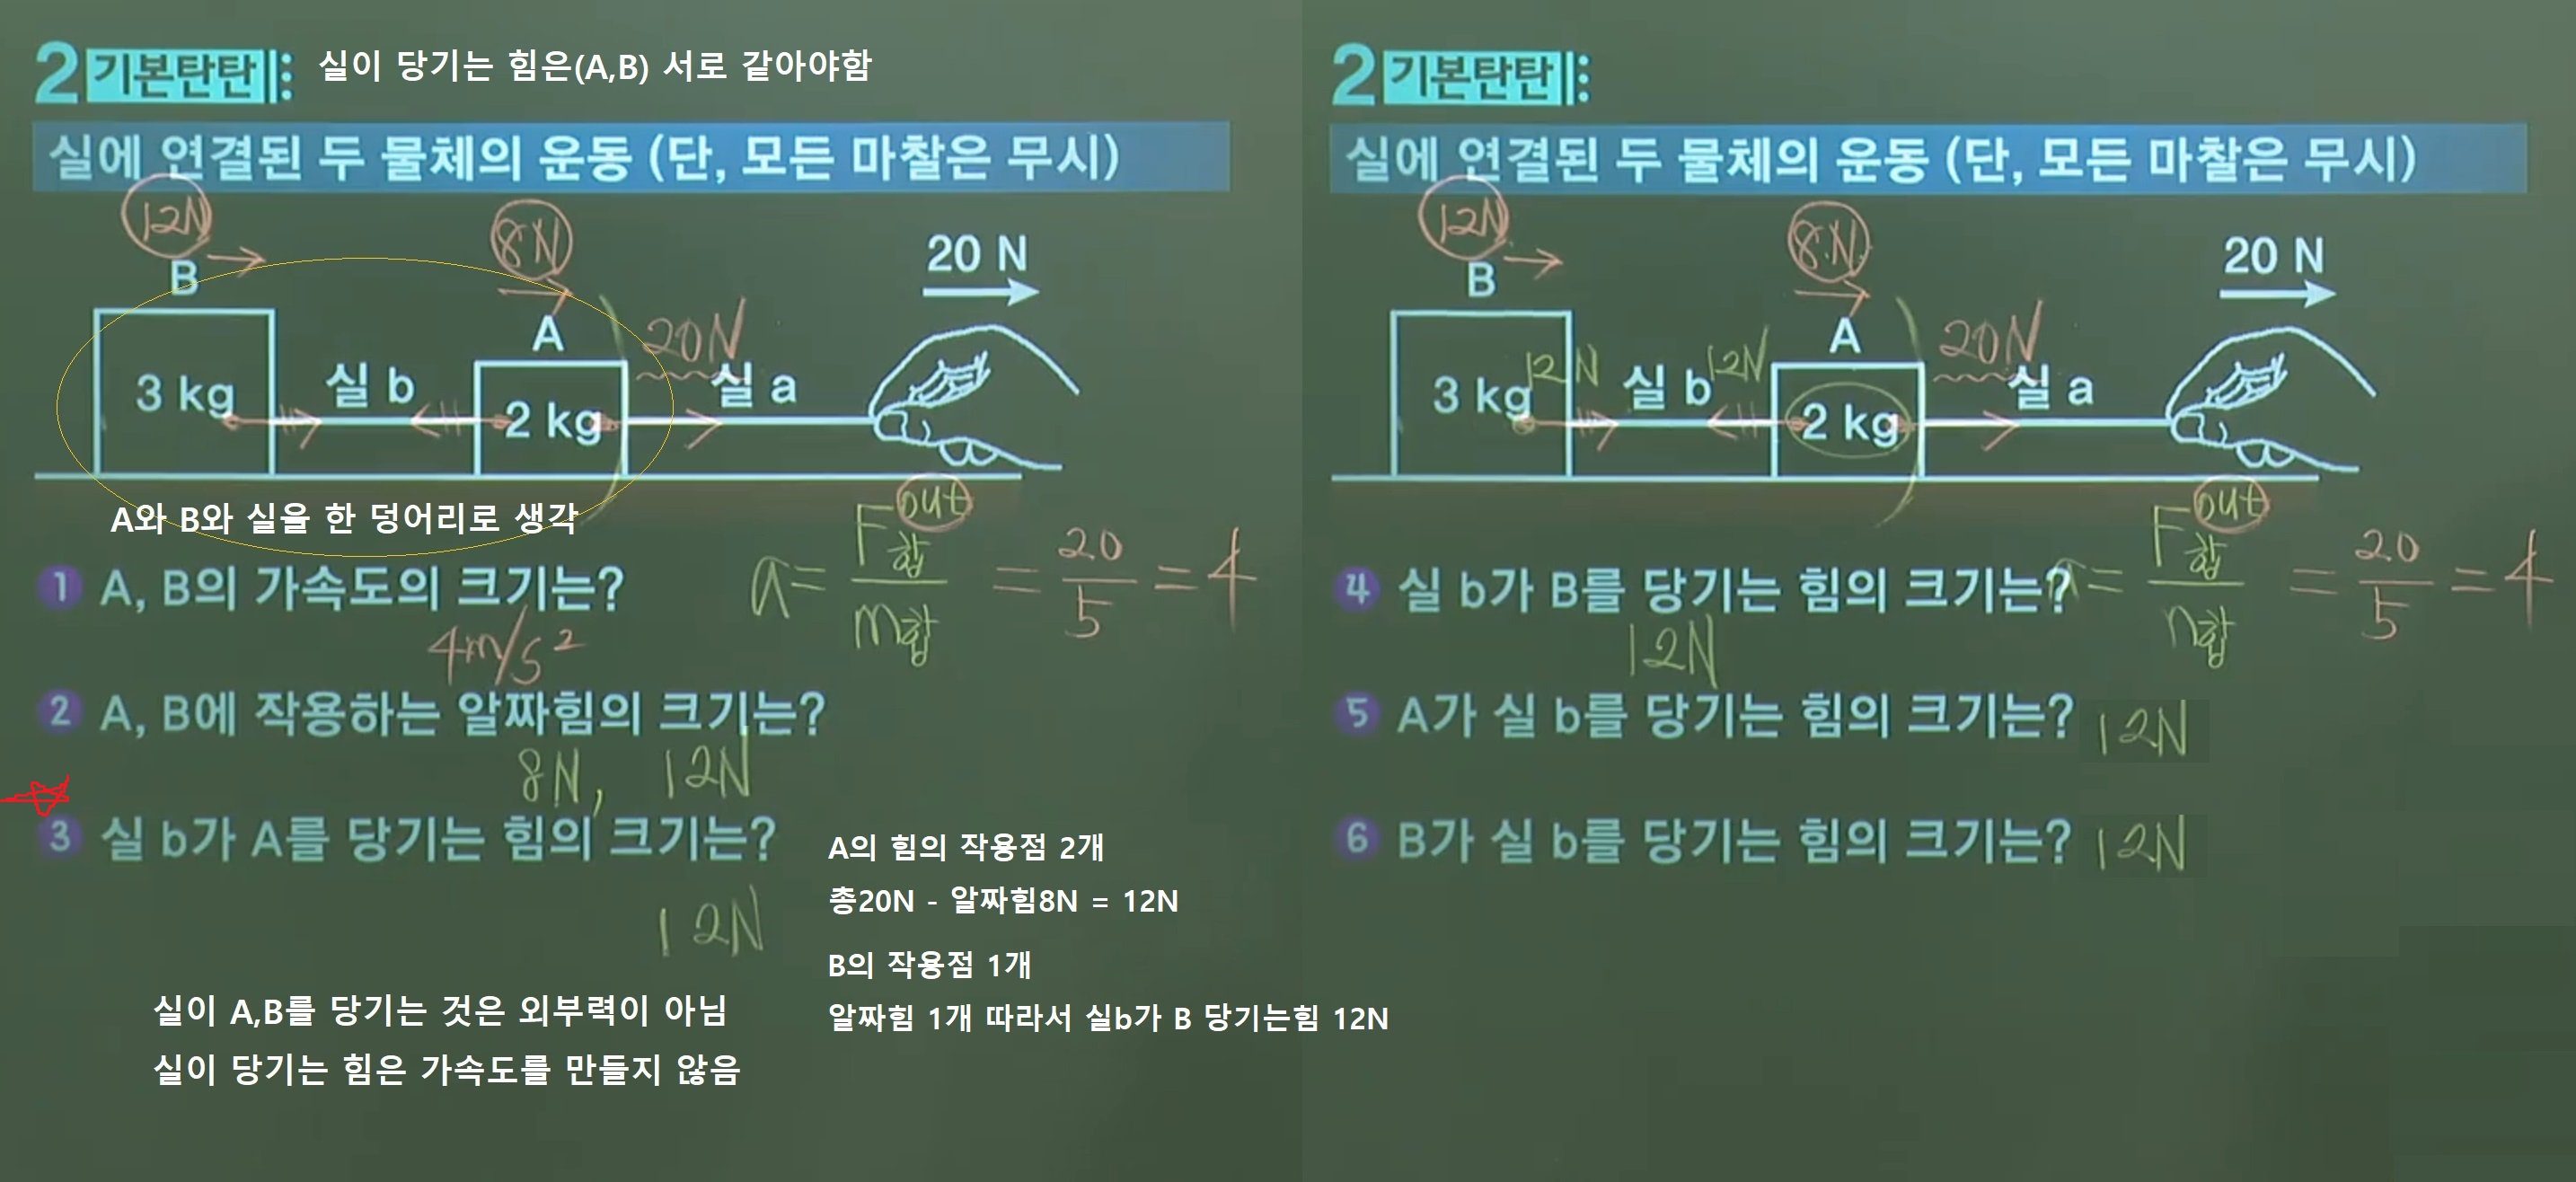 2 기본탄탄 :
실이 당기는 힘은(A,B) 서로 같아야함
실에 연결된 두 물체의 운동 (단, 모든 마찰은 무시)
12N
B
8N
A
20N
20 N
3 kg
실 b
2 kg
실 a
A와 B와 실을 한 덩어리로 생각
1 A, B의 가속도의 크기는?
a = F합 out / m합 = 20/5 = 4
4m/s²
2 A, B에 작용하는 알짜힘의 크기는?
8N, 12N
3 실 b가 A를 당기는 힘의 크기는?
12N
A의 힘의 작용점 2개
총20N - 알짜힘8N = 12N
B의 작용점 1개
알짜힘 1개 따라서 실b가 B 당기는힘 12N
실이 A,B를 당기는 것은 외부력이 아님
실이 당기는 힘은 가속도를 만들지 않음
2 기본탄탄 :
실에 연결된 두 물체의 운동 (단, 모든 마찰은 무시)
12N
B
8N
A
20N
20 N
3 kg
12N
실 b
12N
2 kg
실 a
4 실 b가 B를 당기는 힘의 크기는?
= F합 out / m합 = 20/5 = 4
12N
5 A가 실 b를 당기는 힘의 크기는? 12N
6 B가 실 b를 당기는 힘의 크기는? 12N